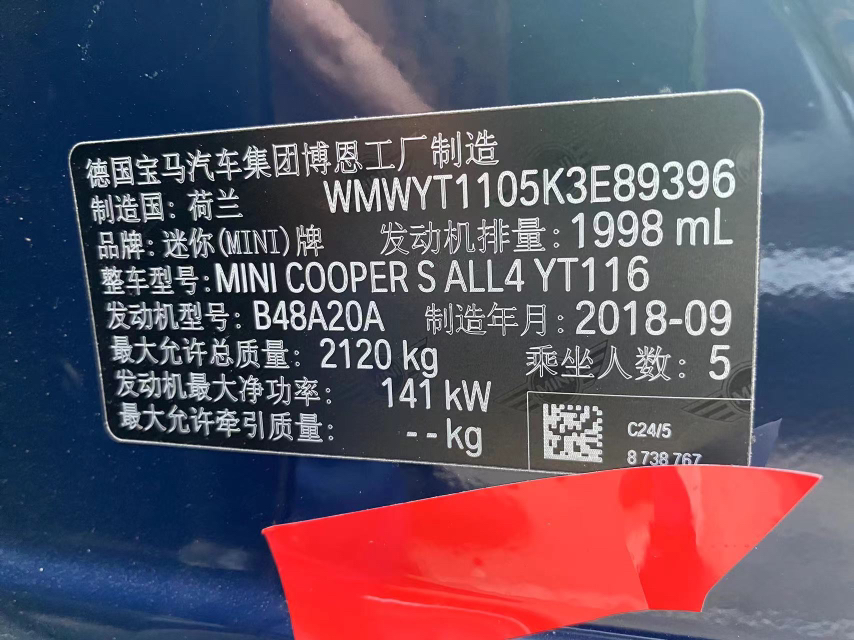 德国宝马汽车集团博恩工厂制造
制造国: 荷兰 WMWYT1105K3E89396
品牌: 迷你(MINI)牌 发动机排量: 1998 mL
整车型号: MINI COOPER S ALL4 YT116
发动机型号: B48A20A 制造年月: 2018-09
最大允许总质量: 2120 kg 乘坐人数: 5
发动机最大净功率: 141 kW
最大允许牵引质量: -- kg
C24/5
8 738 767